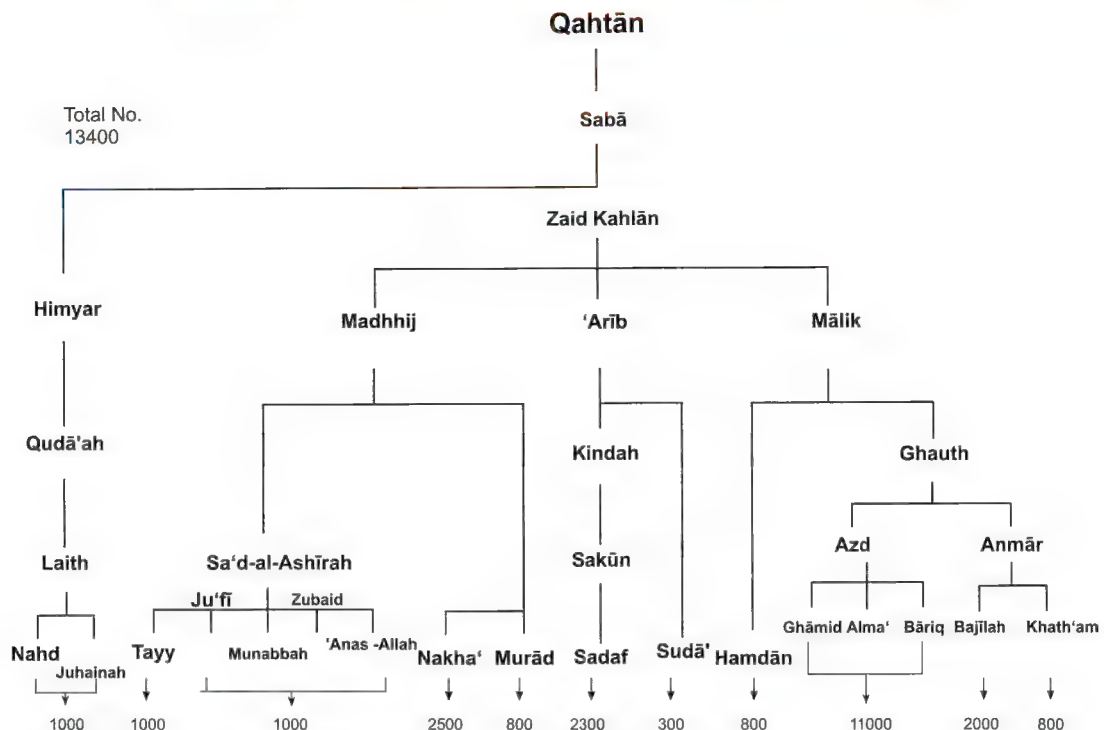 Qahtān
Total No.
13400
Sabā
Zaid Kahlān
Himyar
Madhhij
‘Arīb
Mālik
Qudā'ah
Kindah
Ghauth
Laith
Sa‘d-al-Ashīrah
Sakūn
Azd
Anmār
Ju‘fī
Zubaid
Nahd
Juhainah
Tayy
Munabbah
'Anas -Allah
Nakha‘
Murād
Sadaf
Sudā'
Hamdān
Ghāmid Alma‘ Bāriq
Bajīlah
Khath‘am
1000 1000 1000 2500 800 2300 300 800 11000 2000 800